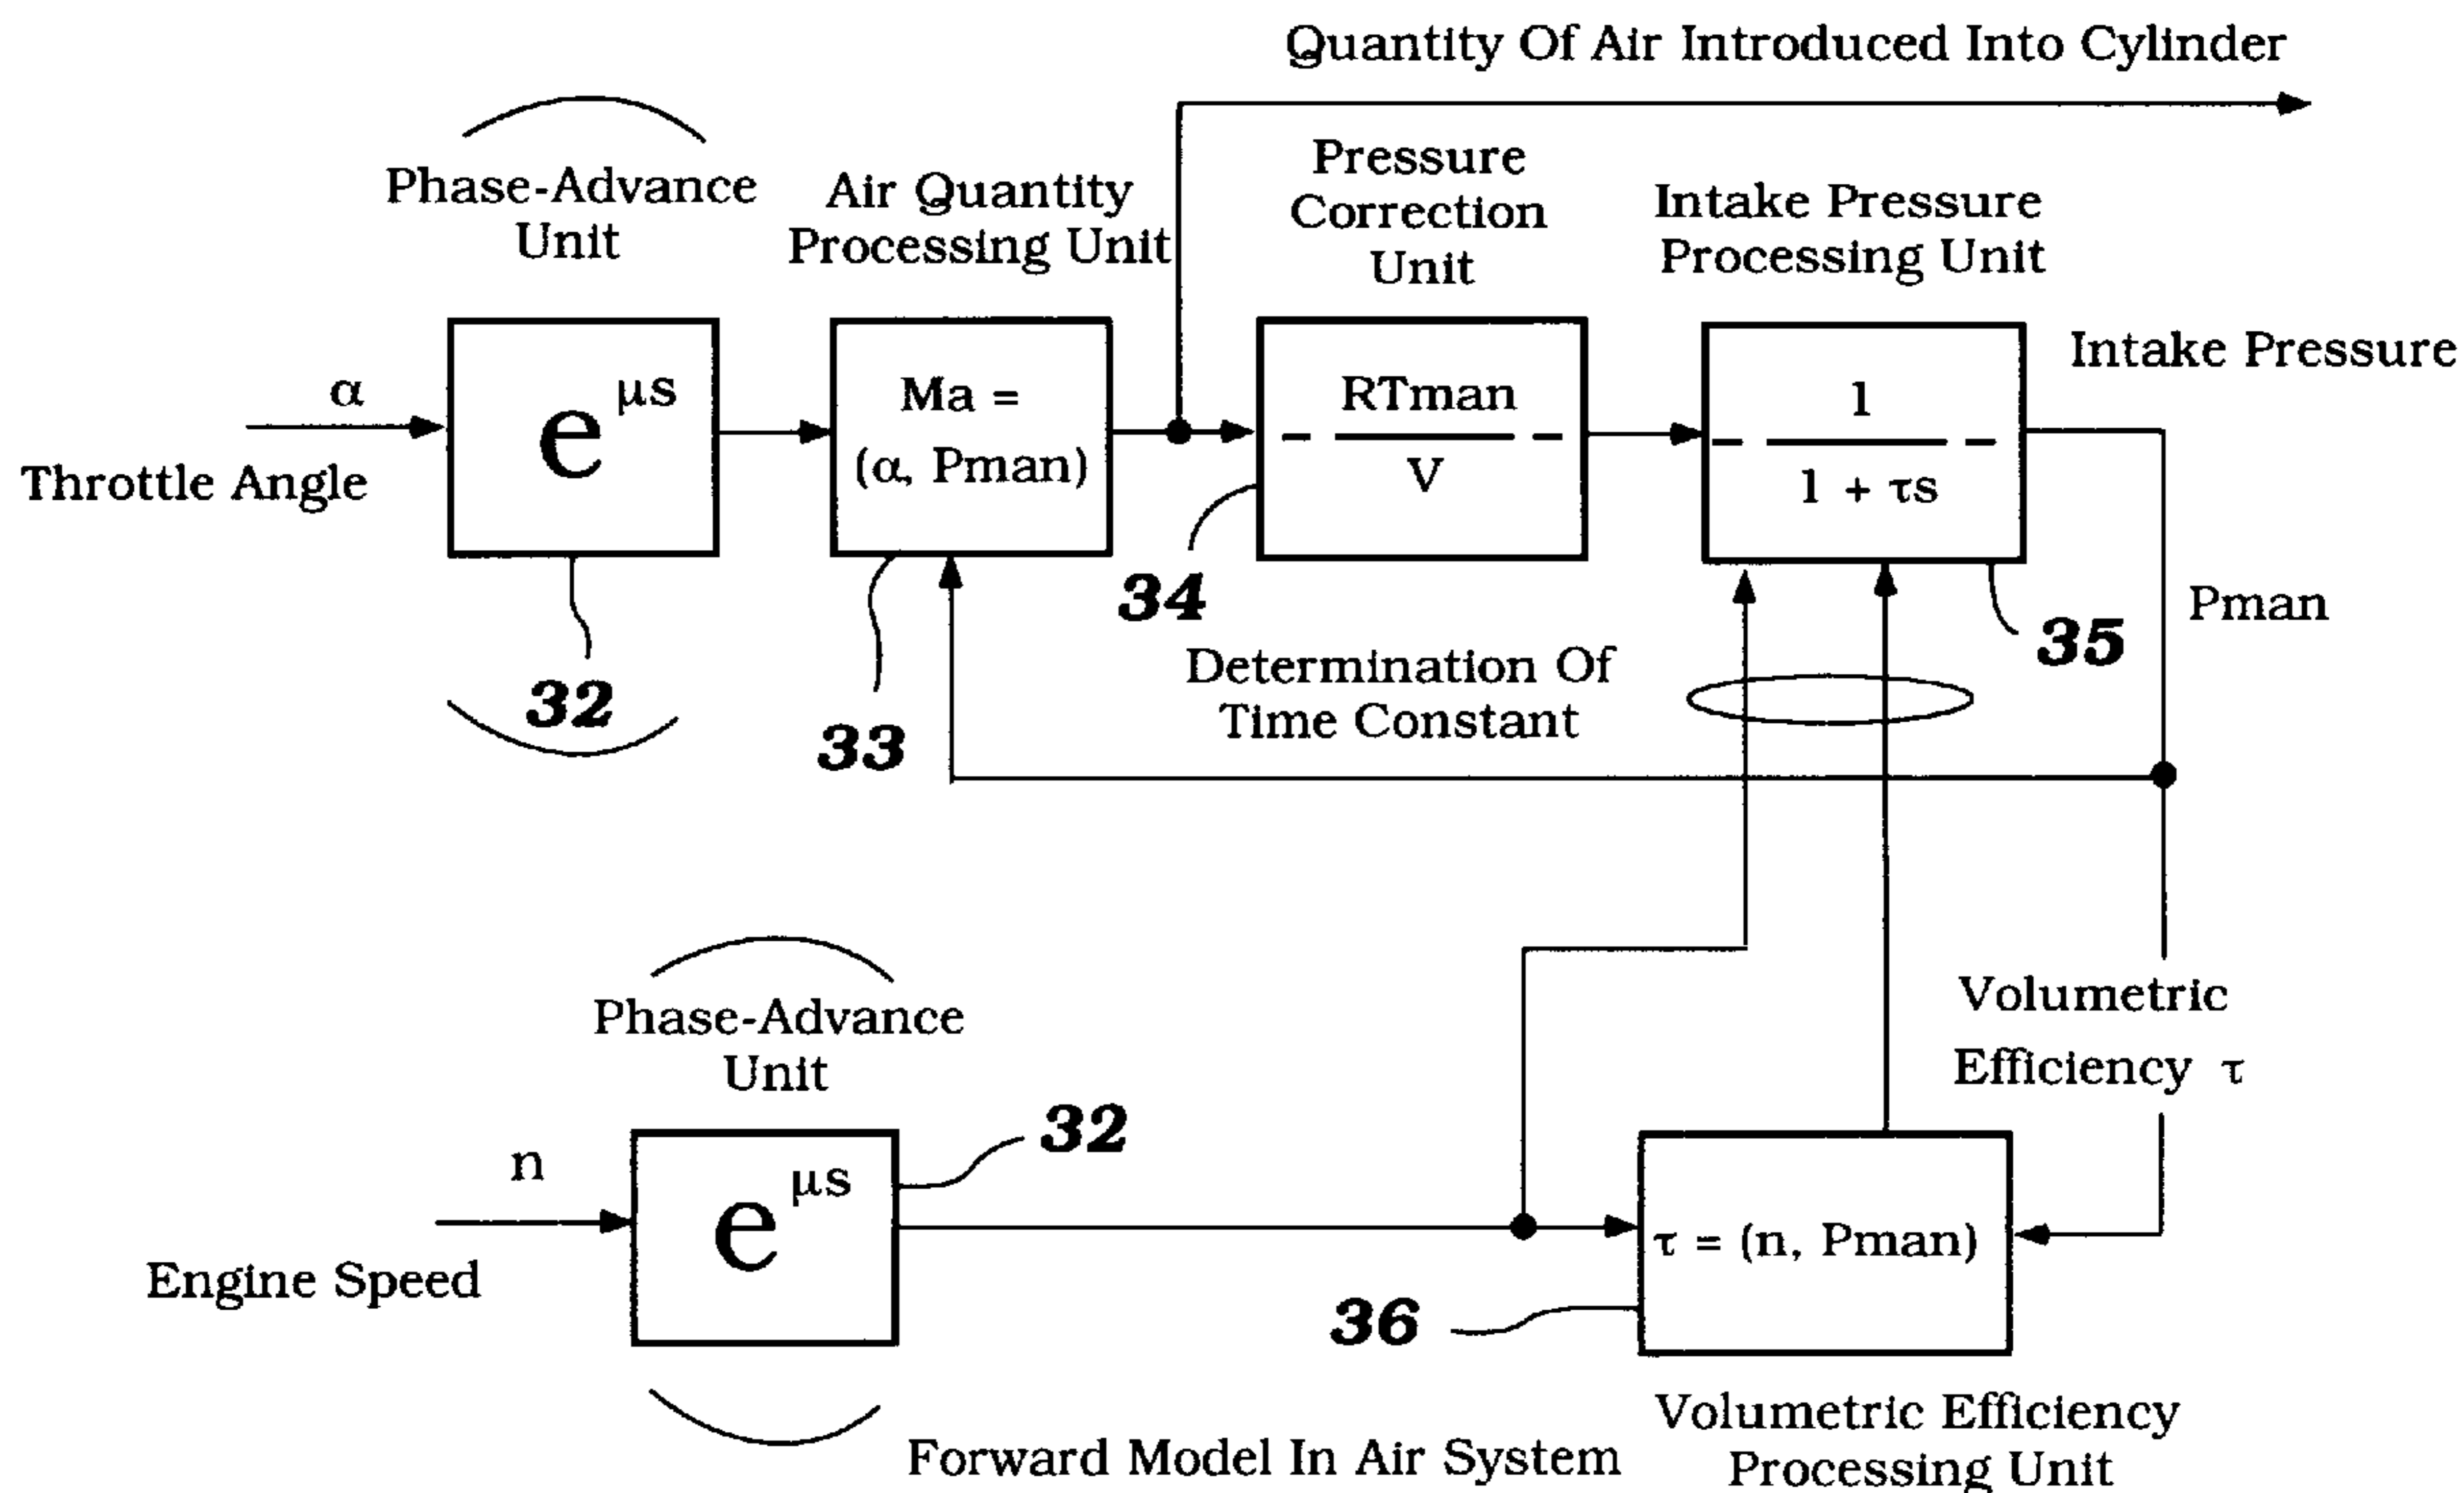 Quantity Of Air Introduced Into Cylinder
Phase-Advance
Unit
Air Quantity
Processing Unit
Pressure
Correction
Unit
Intake Pressure
Processing Unit
α
Throttle Angle
e^μs
Ma =
(α, Pman)
- RTman -
V
- 1 -
1 + τs
Intake Pressure
32
33
34
35
Pman
Determination Of
Time Constant
Phase-Advance
Unit
Volumetric
Efficiency τ
n
Engine Speed
e^μs
32
τ = (n, Pman)
36
Forward Model In Air System
Volumetric Efficiency
Processing Unit